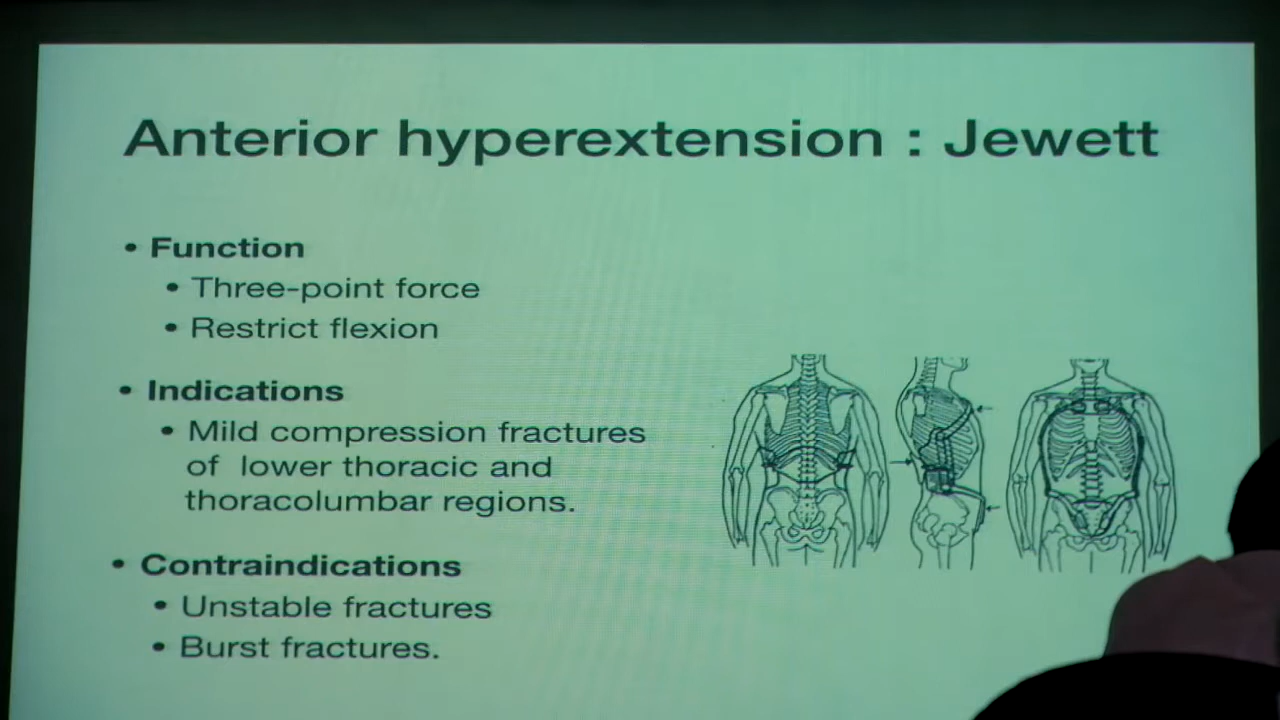 Anterior hyperextension : Jewett
• Function
• Three-point force
• Restrict flexion
• Indications
• Mild compression fractures
of lower thoracic and
thoracolumbar regions.
• Contraindications
• Unstable fractures
• Burst fractures.